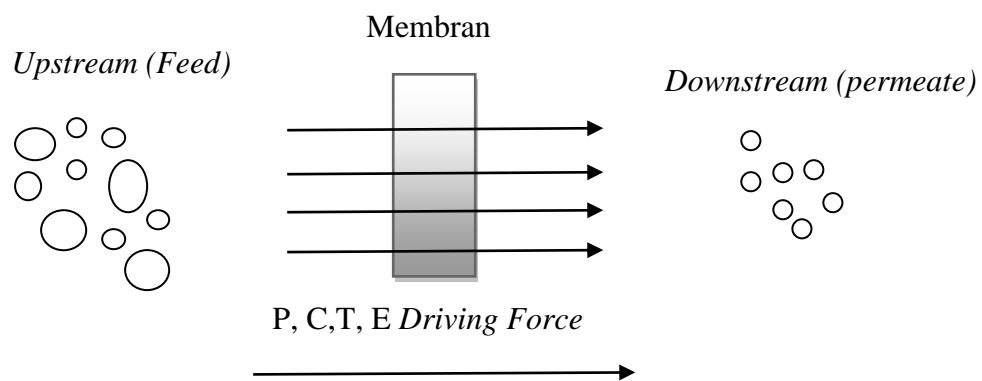 Membran
Upstream (Feed)
Downstream (permeate)
P, C,T, E Driving Force